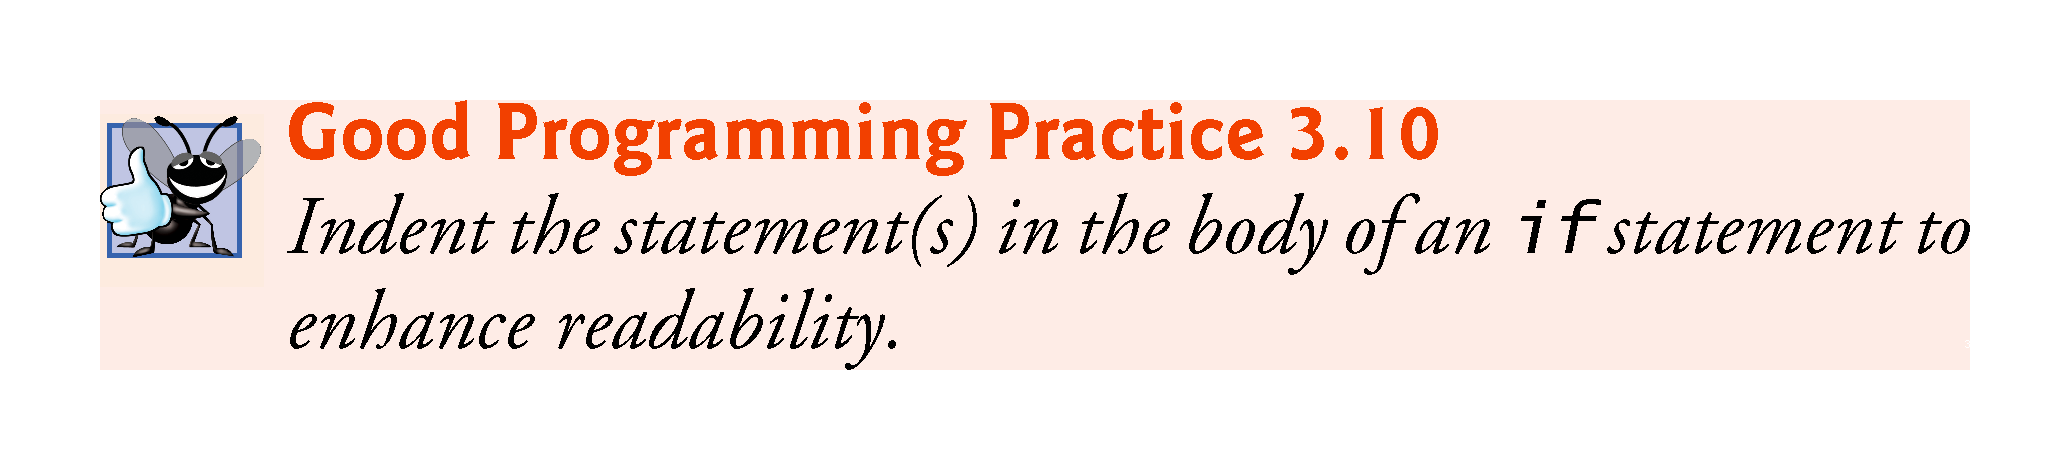 Good Programming Practice 3.10
Indent the statement(s) in the body of an if statement to
enhance readability.